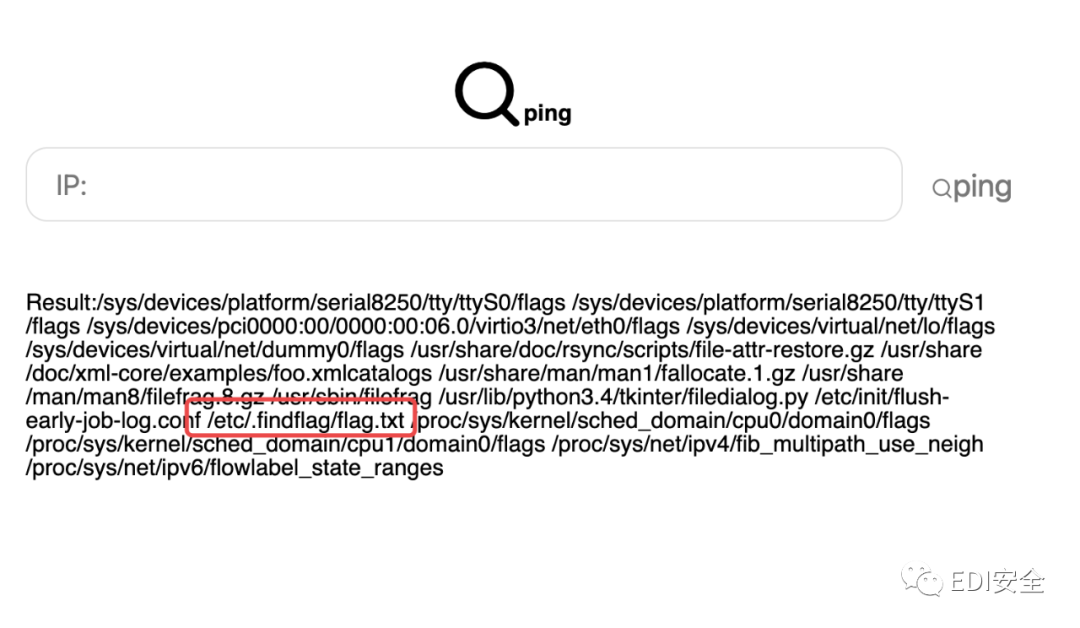 ping
IP:
ping
Result:/sys/devices/platform/serial8250/tty/ttyS0/flags /sys/devices/platform/serial8250/tty/ttyS1
/flags /sys/devices/pci0000:00/0000:00:06.0/virtio3/net/eth0/flags /sys/devices/virtual/net/lo/flags
/sys/devices/virtual/net/dummy0/flags /usr/share/doc/rsync/scripts/file-attr-restore.gz /usr/share
/doc/xml-core/examples/foo.xmlcatalogs /usr/share/man/man1/fallocate.1.gz /usr/share
/man/man8/filefrag.8.gz /usr/sbin/filefrag /usr/lib/python3.4/tkinter/filedialog.py /etc/init/flush-
early-job-log.conf /etc/.findflag/flag.txt /proc/sys/kernel/sched_domain/cpu0/domain0/flags
/proc/sys/kernel/sched_domain/cpu1/domain0/flags /proc/sys/net/ipv4/fib_multipath_use_neigh
/proc/sys/net/ipv6/flowlabel_state_ranges
EDI安全